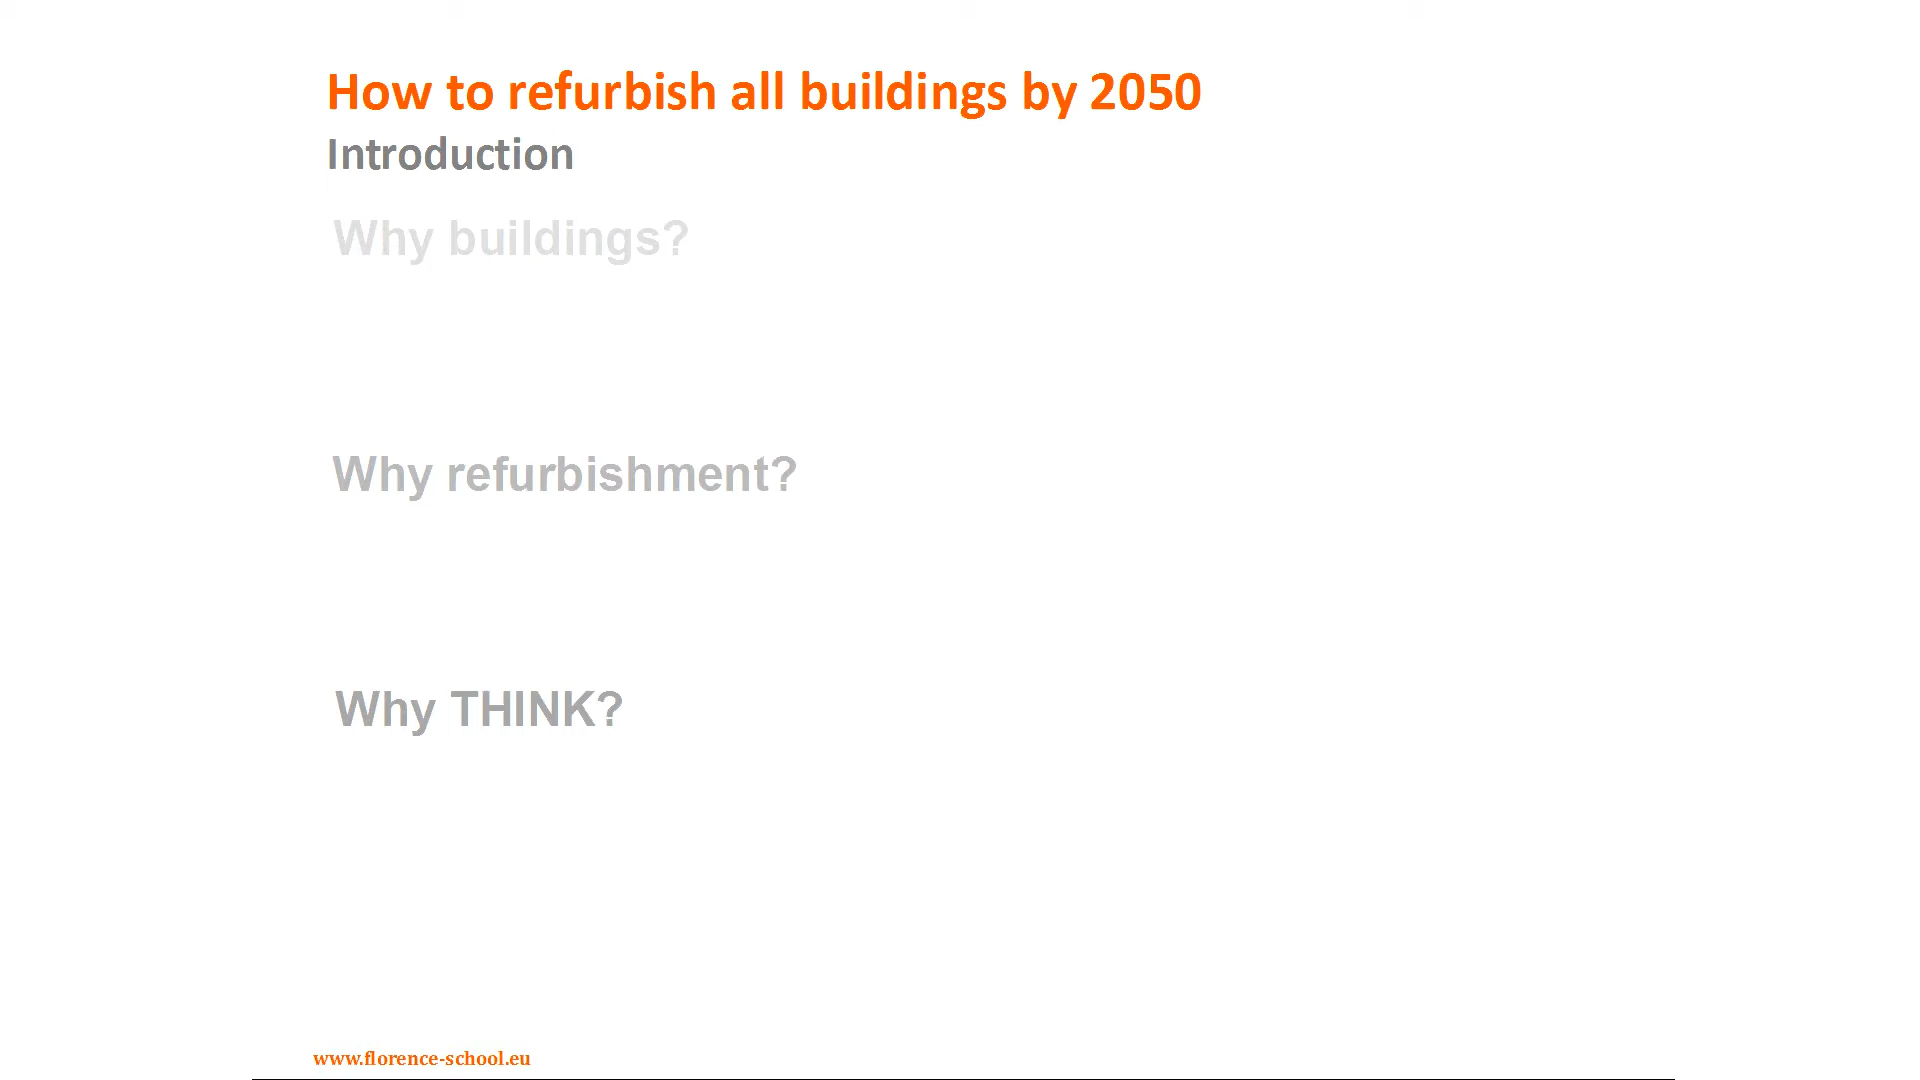 How to refurbish all buildings by 2050
Introduction
Why buildings?
Why refurbishment?
Why THINK?
www.florence-school.eu